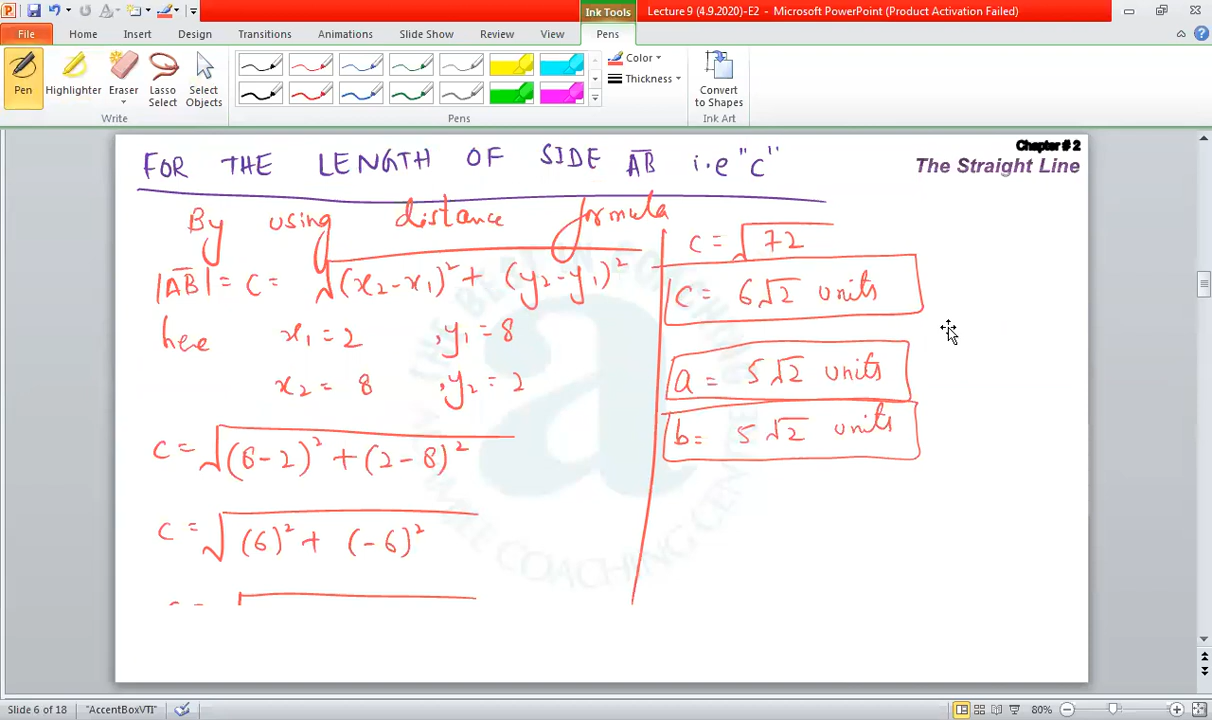 Ink Tools
Lecture 9 (4.9.2020)-E2 - Microsoft PowerPoint (Product Activation Failed)
File Home Insert Design Transitions Animations Slide Show Review View Pens
Pen Highlighter Eraser Lasso Select Select Objects
Color
Thickness
Convert to Shapes
Write Pens Ink Art
Chapter # 2
The Straight Line
FOR THE LENGTH OF SIDE A̅B̅ i.e "c"
By using distance formula
|A̅B̅| = c = √(x₂-x₁)² + (y₂-y₁)²
here x₁ = 2 , y₁ = 8
x₂ = 8 , y₂ = 2
c = √(8-2)² + (2-8)²
c = √(6)² + (-6)²
c = √72
c = 6√2 units
a = 5√2 units
b = 5√2 units
COACHING CENTER
Slide 6 of 18 "AccentBoxVTI" 80%